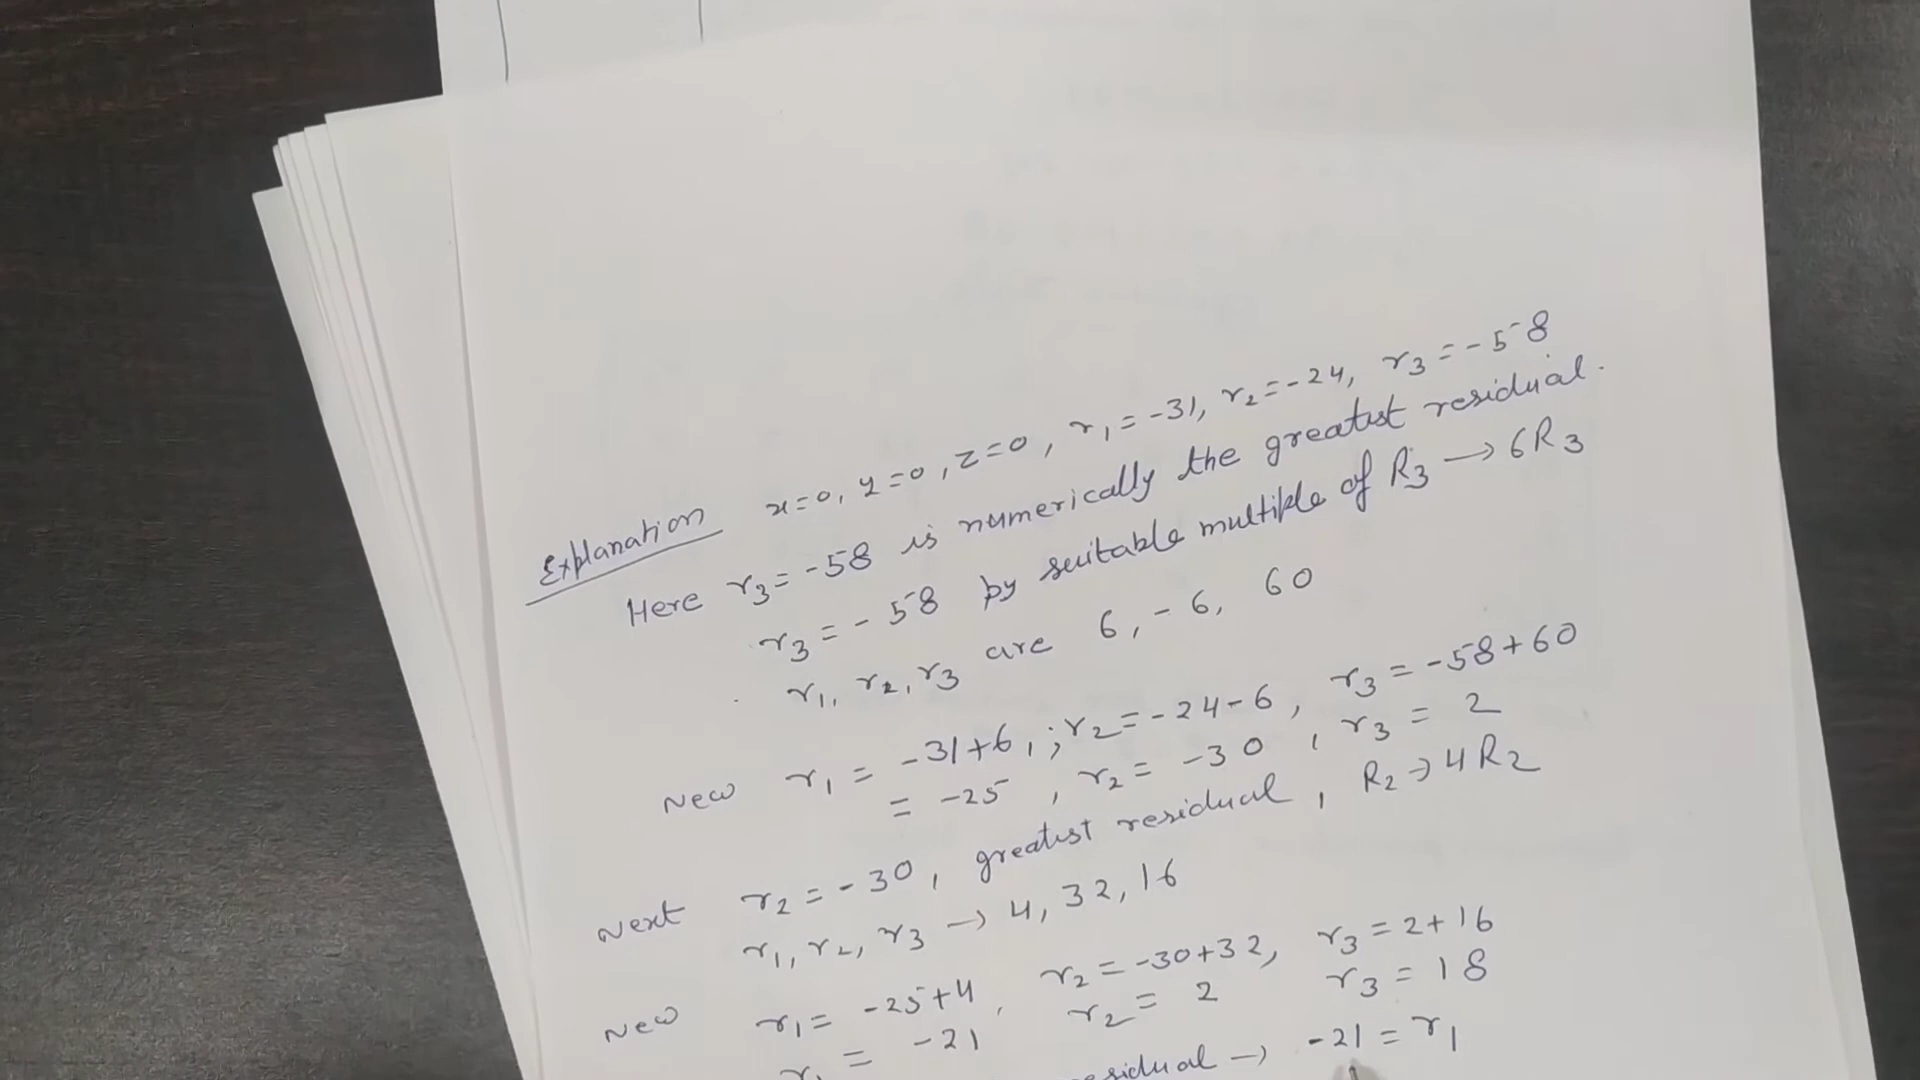 Explanation x=0, y=0, z=0, r1 = -31, r2 = -24, r3 = -58
Here r3 = -58 is numerically the greatest residual.
r3 = -58 by suitable multiple of R3 → 6R3
r1, r2, r3 are 6, -6, 60
New r1 = -31+6, ; r2 = -24-6, r3 = -58+60
= -25, r2 = -30, r3 = 2
Next r2 = -30, greatest residual, R2 → 4R2
r1, r2, r3 → 4, 32, 16
New r1 = -25+4, r2 = -30+32, r3 = 2+16
= -21 r2 = 2 r3 = 18
→ -21 = r1